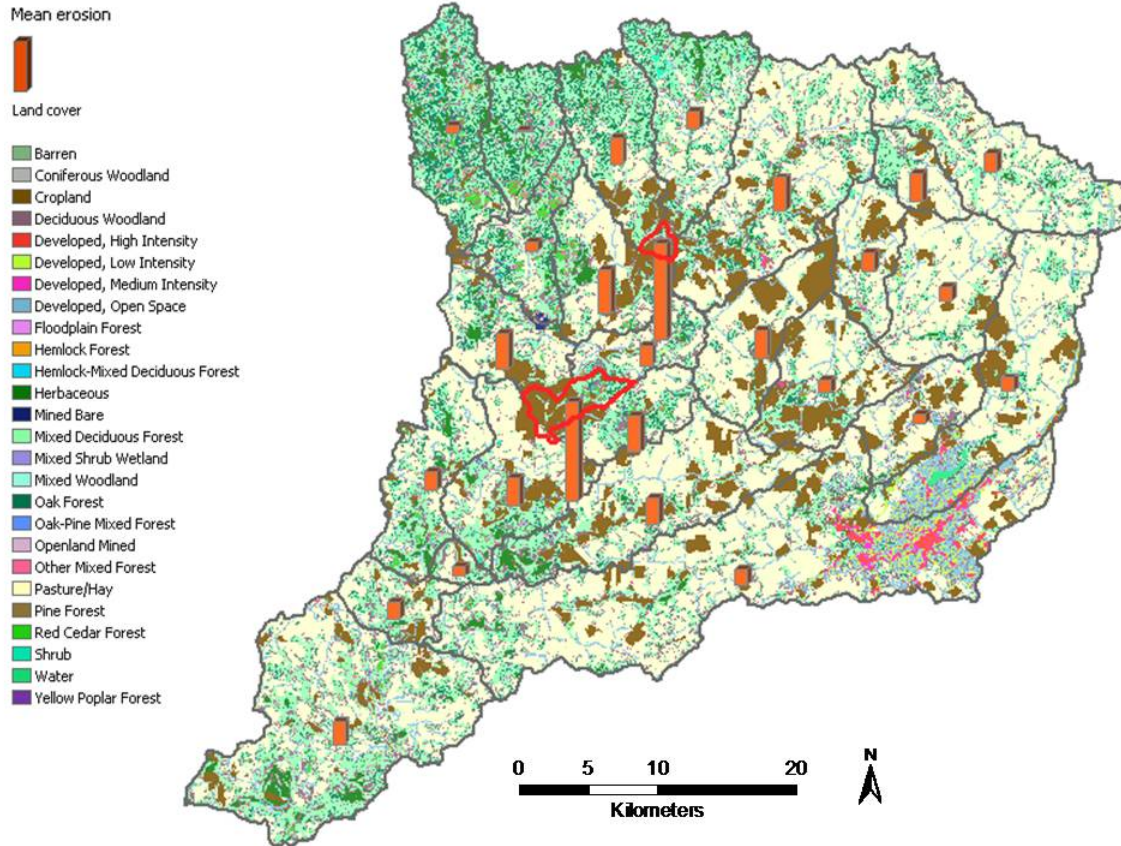 Mean erosion
Land cover
Barren
Coniferous Woodland
Cropland
Deciduous Woodland
Developed, High Intensity
Developed, Low Intensity
Developed, Medium Intensity
Developed, Open Space
Floodplain Forest
Hemlock Forest
Hemlock-Mixed Deciduous Forest
Herbaceous
Mined Bare
Mixed Deciduous Forest
Mixed Shrub Wetland
Mixed Woodland
Oak Forest
Oak-Pine Mixed Forest
Openland Mined
Other Mixed Forest
Pasture/Hay
Pine Forest
Red Cedar Forest
Shrub
Water
Yellow Poplar Forest
0 5 10 20
Kilometers
N